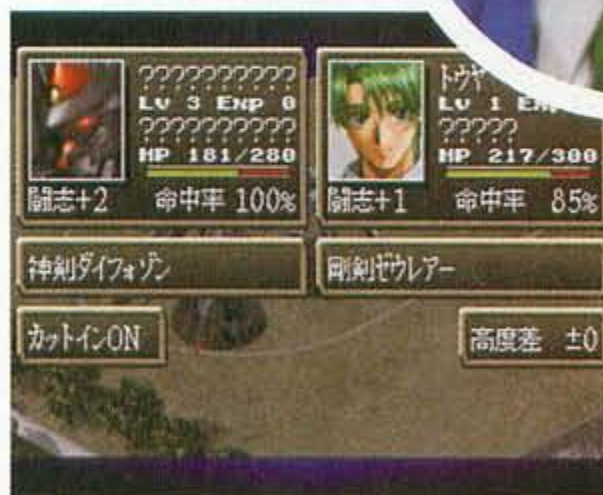 ??????????
Lv 3 Exp 0
??????????
HP 181/280
闘志+2 命中率 100%
トウヤ
Lv 1
?????
HP 217/300
闘志+1 命中率 85%
神剣ダイフォゾン
剛剣ゼウレアー
カットインON
高度差 ±0